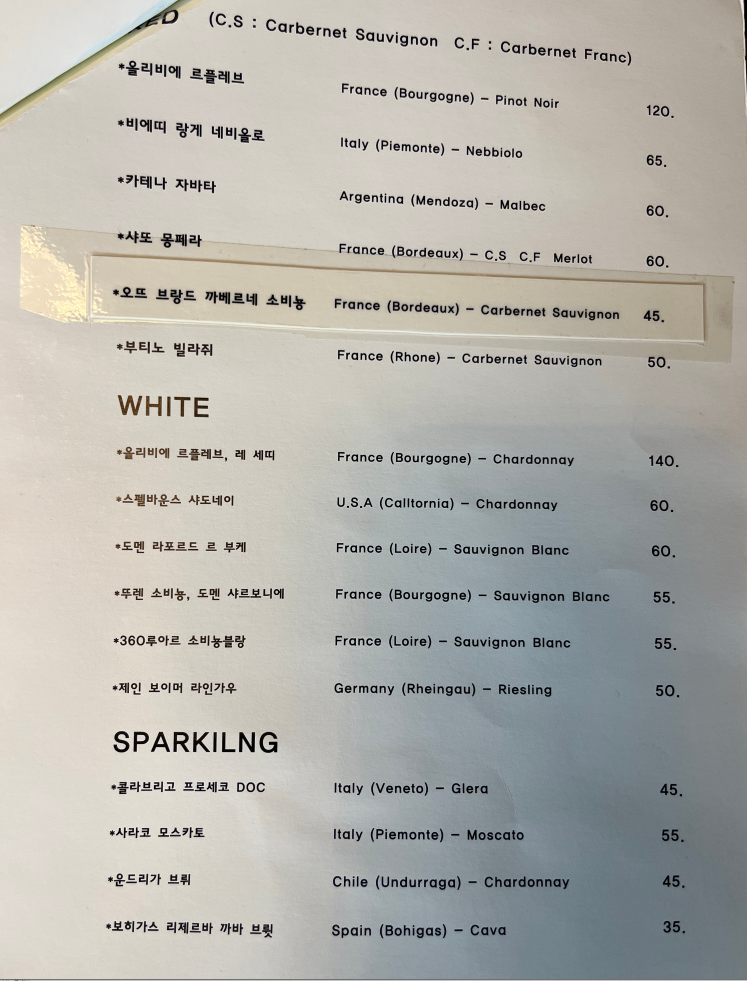 RED (C.S : Carbernet Sauvignon C.F : Carbernet Franc)
*올리비에 르플레브 France (Bourgogne) – Pinot Noir 120.
*비에띠 랑게 네비올로 Italy (Piemonte) – Nebbiolo 65.
*카테나 자바타 Argentina (Mendoza) – Malbec 60.
*샤또 몽페라 France (Bordeaux) – C.S C.F Merlot 60.
*오뜨 브랑드 까베르네 소비뇽 France (Bordeaux) – Carbernet Sauvignon 45.
*부티노 빌라쥐 France (Rhone) – Carbernet Sauvignon 50.
WHITE
*올리비에 르플레브, 레 세띠 France (Bourgogne) – Chardonnay 140.
*스펠바운스 샤도네이 U.S.A (Calltornia) – Chardonnay 60.
*도멘 라포르드 르 부케 France (Loire) – Sauvignon Blanc 60.
*뚜렌 소비뇽, 도멘 샤르보니에 France (Bourgogne) – Sauvignon Blanc 55.
*360루아르 소비뇽블랑 France (Loire) – Sauvignon Blanc 55.
*제인 보이머 라인가우 Germany (Rheingau) – Riesling 50.
SPARKILNG
*콜라브리고 프로세코 DOC Italy (Veneto) – Glera 45.
*사라코 모스카토 Italy (Piemonte) – Moscato 55.
*운드리가 브뤼 Chile (Undurraga) – Chardonnay 45.
*보히가스 리제르바 까바 브륏 Spain (Bohigas) – Cava 35.